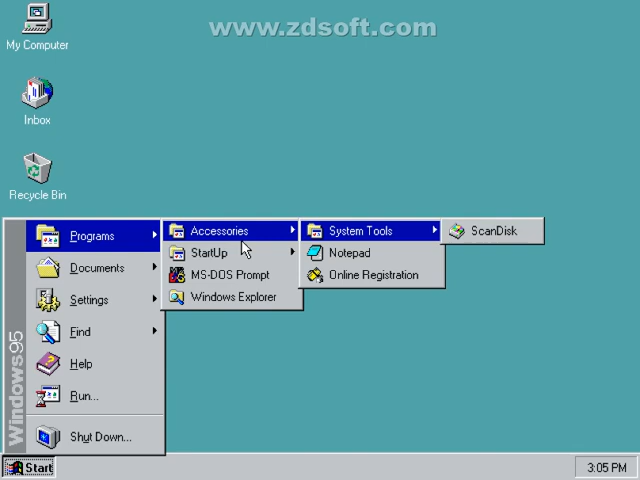 www.zdsoft.com
My Computer
Inbox
Recycle Bin
Programs
Documents
Settings
Find
Help
Run...
Shut Down...
Windows95
Accessories
StartUp
MS-DOS Prompt
Windows Explorer
System Tools
Notepad
Online Registration
ScanDisk
Start
3:05 PM